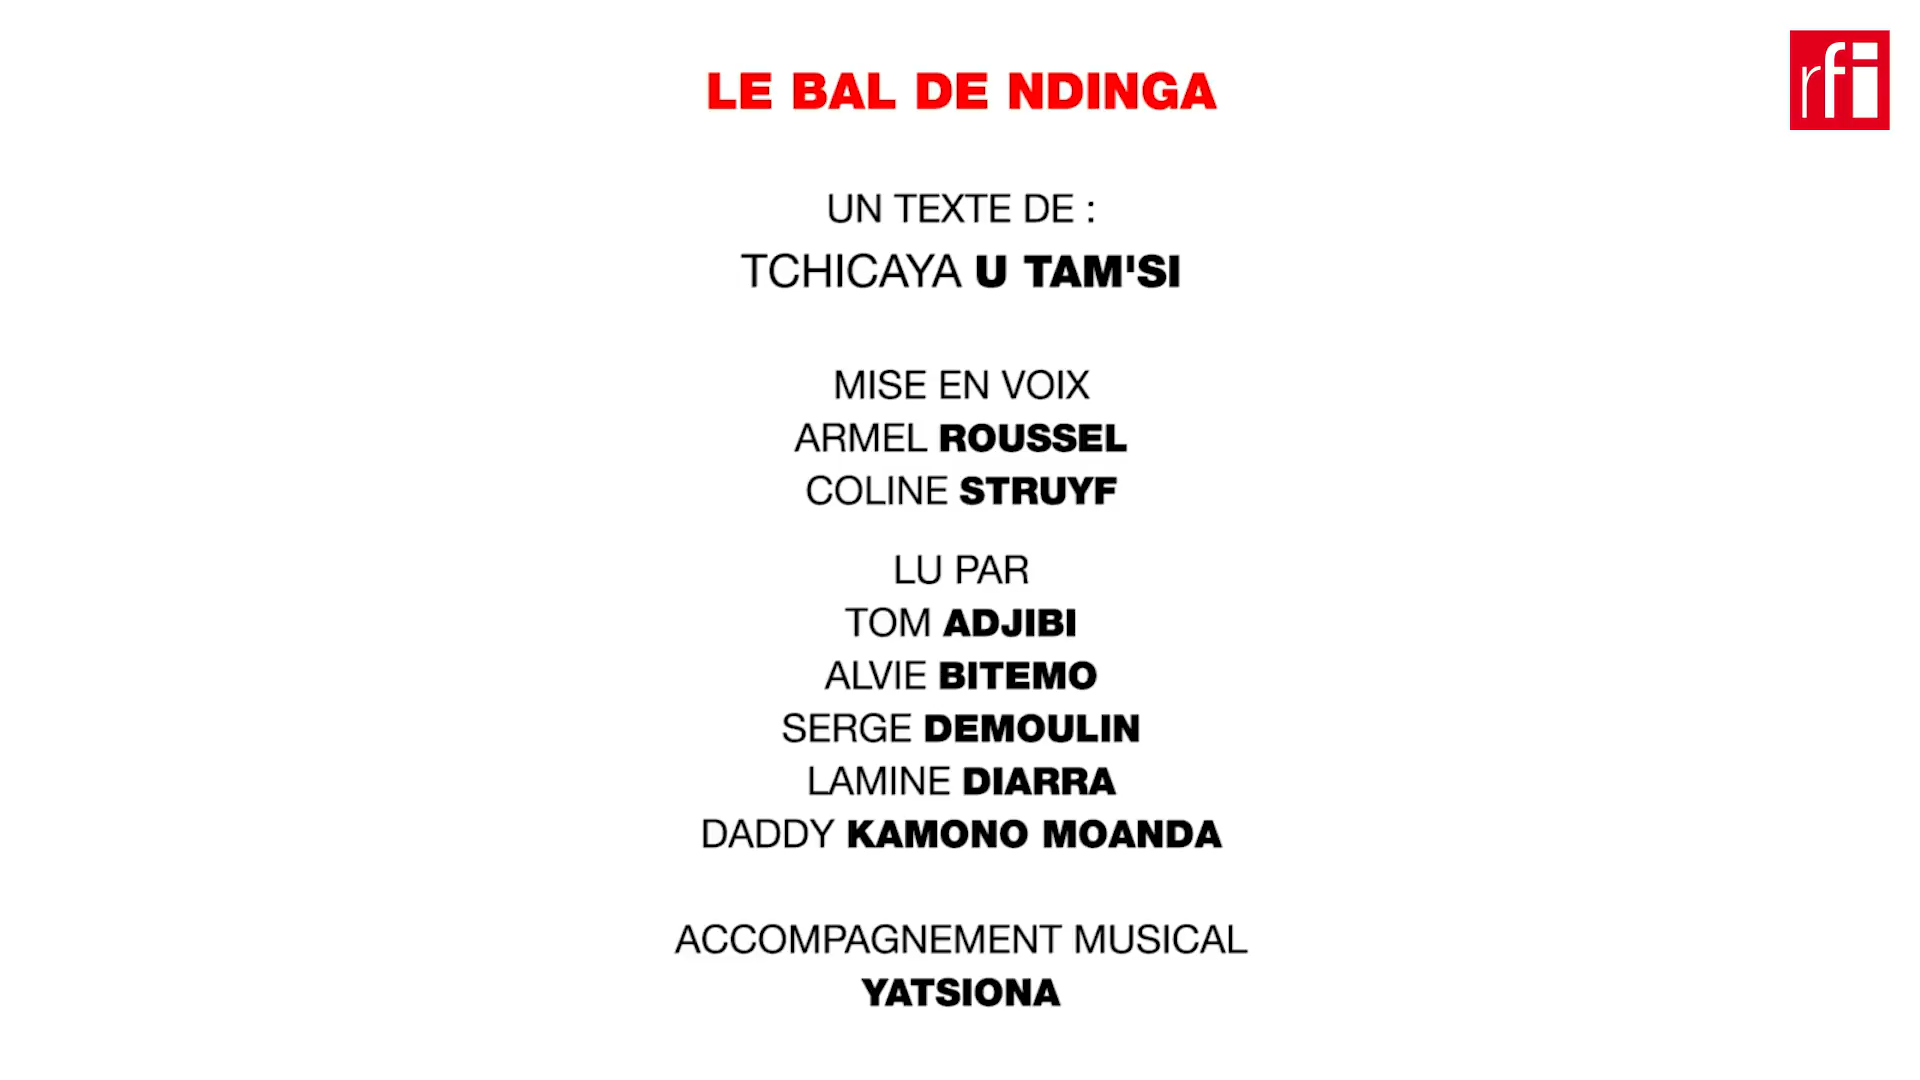 LE BAL DE NDINGA
rfi
UN TEXTE DE :
TCHICAYA U TAM'SI
MISE EN VOIX
ARMEL ROUSSEL
COLINE STRUYF
LU PAR
TOM ADJIBI
ALVIE BITEMO
SERGE DEMOULIN
LAMINE DIARRA
DADDY KAMONO MOANDA
ACCOMPAGNEMENT MUSICAL
YATSIONA